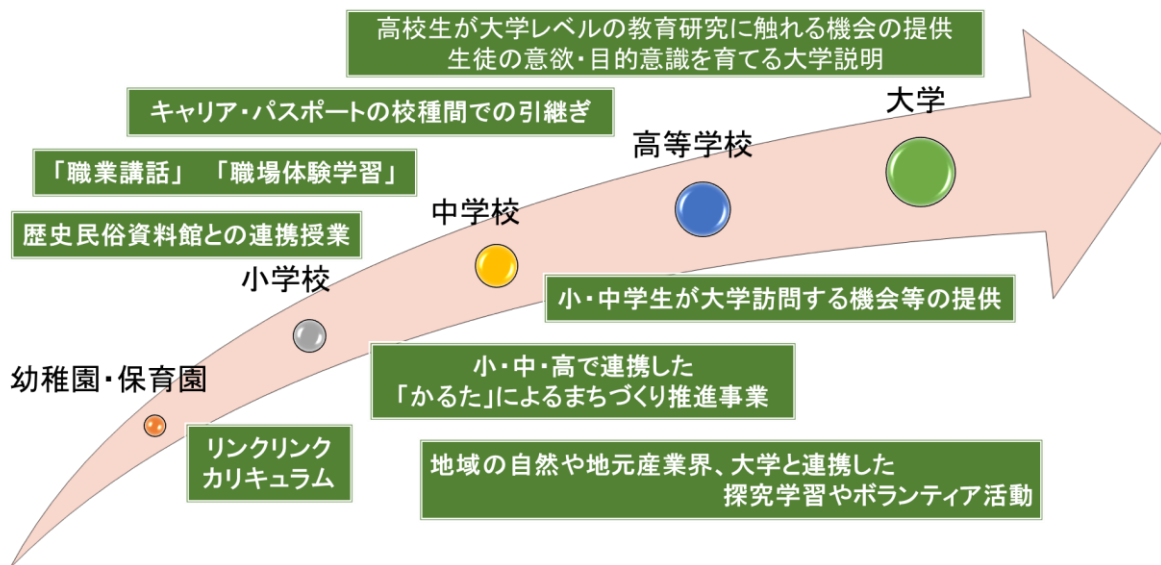 高校生が大学レベルの教育研究に触れる機会の提供
生徒の意欲・目的意識を育てる大学説明
大学
キャリア・パスポートの校種間での引継ぎ
高等学校
「職業講話」　「職場体験学習」
中学校
歴史民俗資料館との連携授業
小学校
小・中学生が大学訪問する機会等の提供
幼稚園・保育園
小・中・高で連携した
「かるた」によるまちづくり推進事業
リンクリンク
カリキュラム
地域の自然や地元産業界、大学と連携した
探究学習やボランティア活動